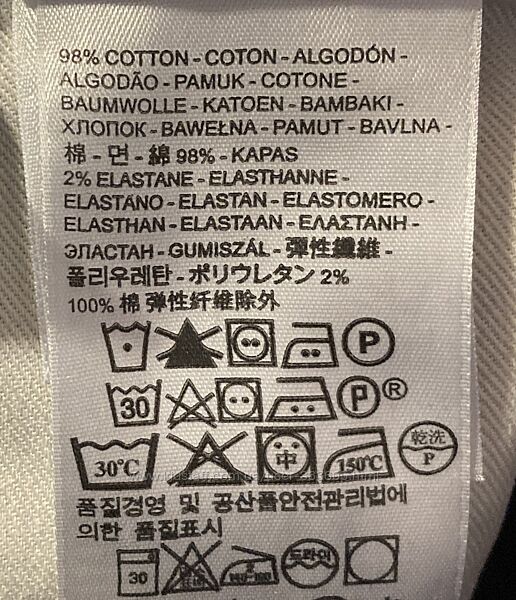 98% COTTON - COTON - ALGODÓN -
ALGODÃO - PAMUK - COTONE -
BAUMWOLLE - KATOEN - BAMBAKI -
ХЛОПОК - BAWEŁNA - PAMUT - BAVLNA -
棉 - 면 - 綿 98% - KAPAS
2% ELASTANE - ELASTHANNE -
ELASTANO - ELASTAN - ELASTOMERO -
ELASTHAN - ELASTAAN - ΕΛΑΣΤΑΝΗ -
ЭЛАСТАН - GUMISZÁL - 彈性纖維 -
폴리우레탄 - ポリウレタン 2%
100% 棉 弹性纤维除外
P
30 P ®
30℃ 中 150℃ 乾洗 P
품질경영 및 공산품안전관리법에
의한 품질표시
30 드라이